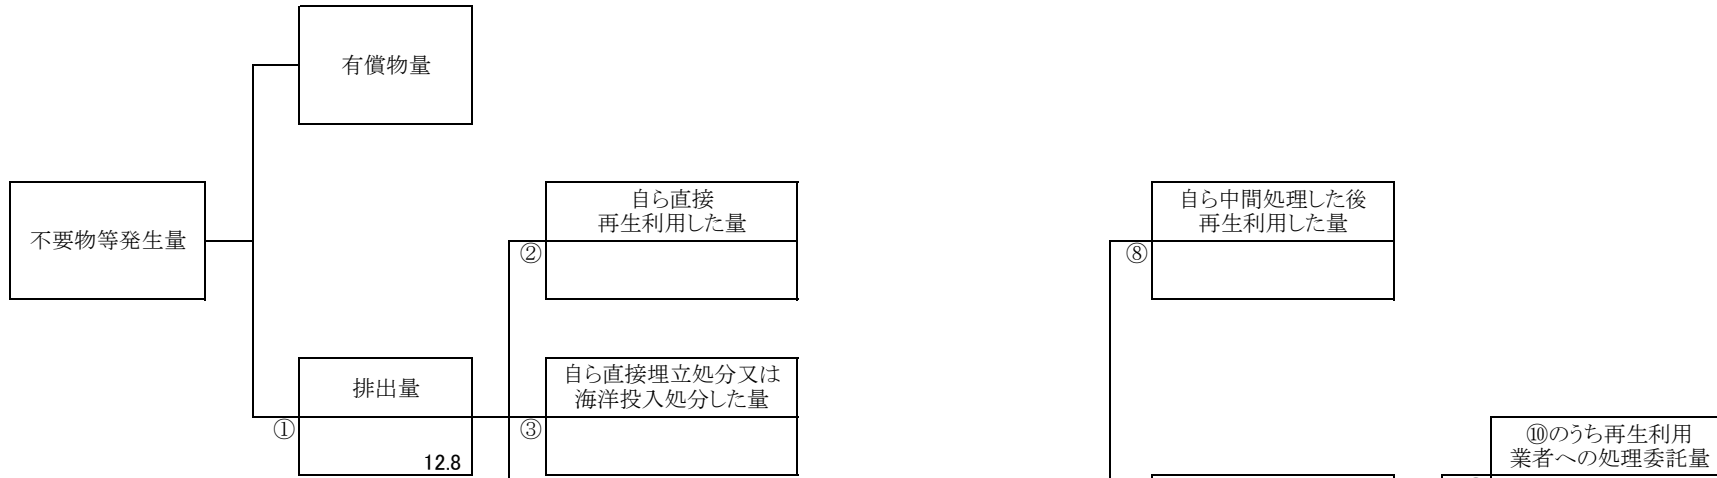 有償物量
不要物等発生量
自ら直接
再生利用した量
②
自ら中間処理した後
再生利用した量
⑧
排出量
①
12.8
自ら直接埋立処分又は
海洋投入処分した量
③
⑩のうち再生利用
業者への処理委託量